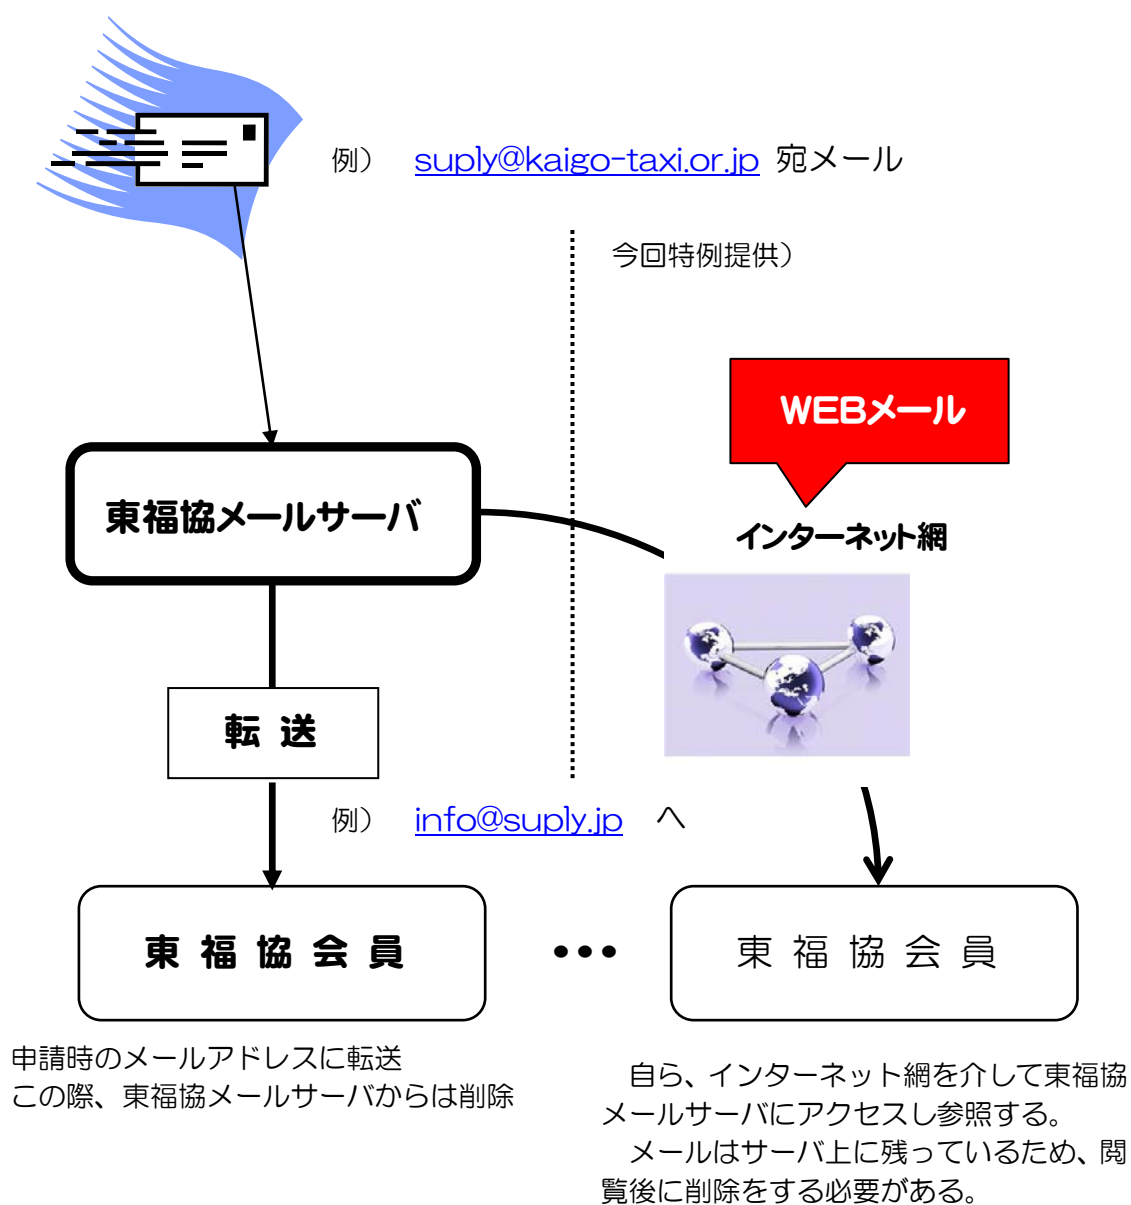 例） suply@kaigo-taxi.or.jp 宛メール
今回特例提供）
WEBメール
東福協メールサーバ
インターネット網
転 送
例） info@suply.jp へ
東 福 協 会 員
•••
東 福 協 会 員
申請時のメールアドレスに転送
この際、東福協メールサーバからは削除
自ら、インターネット網を介して東福協
メールサーバにアクセスし参照する。
メールはサーバ上に残っているため、閲
覧後に削除をする必要がある。